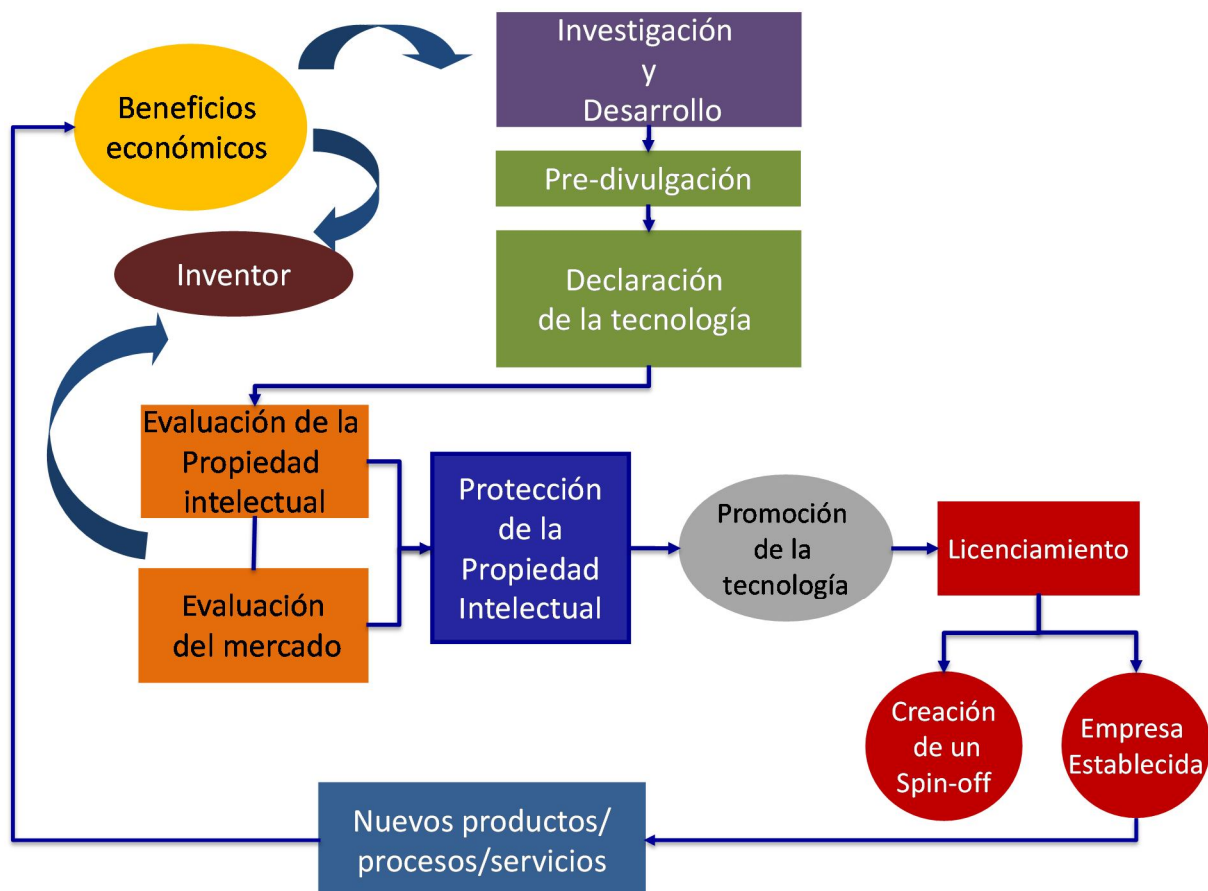 Investigación
y
Desarrollo
Beneficios
económicos
Pre-divulgación
Inventor
Declaración
de la tecnología
Evaluación de la
Propiedad
intelectual
Protección
de la
Propiedad
Intelectual
Promoción
de la
tecnología
Licenciamiento
Evaluación
del mercado
Creación
de un
Spin-off
Empresa
Establecida
Nuevos productos/
procesos/servicios